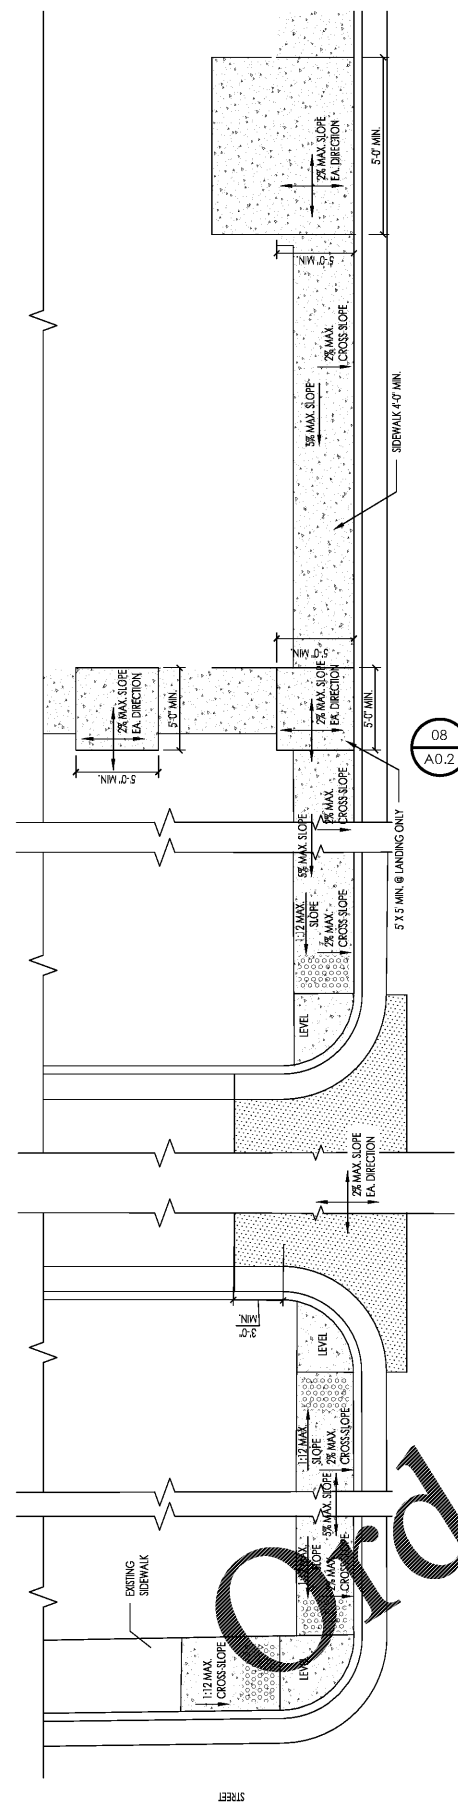 2% MAX. SLOPE
EA. DIRECTION
5'-0" MIN.
5'-0" MIN.
2% MAX.
CROSS SLOPE
5% MAX. SLOPE
SIDEWALK 4'-0" MIN.
5'-0" MIN.
2% MAX. SLOPE
EA. DIRECTION
5'-0" MIN.
5'-0" MIN.
2% MAX. SLOPE
EA. DIRECTION
5'-0" MIN.
08
A0.2
5' X 5' MIN. @ LANDING ONLY
2% MAX.
CROSS-SLOPE
5% MAX. SLOPE
1:12 MAX.
SLOPE
2% MAX.
CROSS SLOPE
LEVEL
2% MAX. SLOPE
EA. DIRECTION
3'-0"
MIN.
LEVEL
1:12 MAX.
SLOPE
2% MAX.
CROSS-SLOPE
5% MAX. SLOPE
SLOPE
CROSS-SLOPE
EXISTING
SIDEWALK
1:12 MAX.
CROSS-SLOPE
LEVEL
STREET
Ord